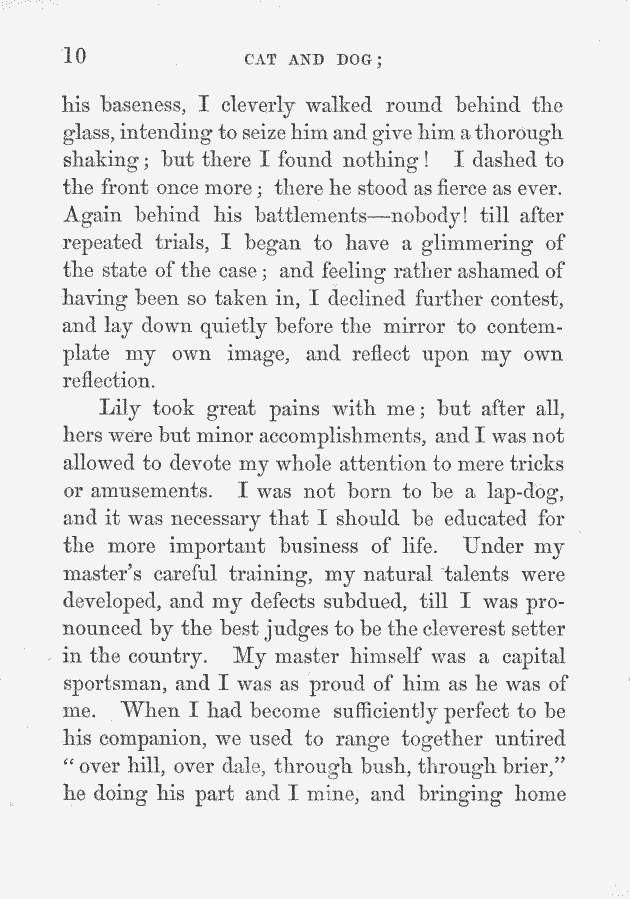 10 CAT AND DOG;
his baseness, I cleverly walked round behind the
glass, intending to seize him and give him a thorough
shaking; but there I found nothing! I dashed to
the front once more; there he stood as fierce as ever.
Again behind his battlements—nobody! till after
repeated trials, I began to have a glimmering of
the state of the case; and feeling rather ashamed of
having been so taken in, I declined further contest,
and lay down quietly before the mirror to contem-
plate my own image, and reflect upon my own
reflection.
Lily took great pains with me; but after all,
hers were but minor accomplishments, and I was not
allowed to devote my whole attention to mere tricks
or amusements. I was not born to be a lap-dog,
and it was necessary that I should be educated for
the more important business of life. Under my
master's careful training, my natural talents were
developed, and my defects subdued, till I was pro-
nounced by the best judges to be the cleverest setter
in the country. My master himself was a capital
sportsman, and I was as proud of him as he was of
me. When I had become sufficiently perfect to be
his companion, we used to range together untired
“ over hill, over dale, through bush, through brier,”
he doing his part and I mine, and bringing home